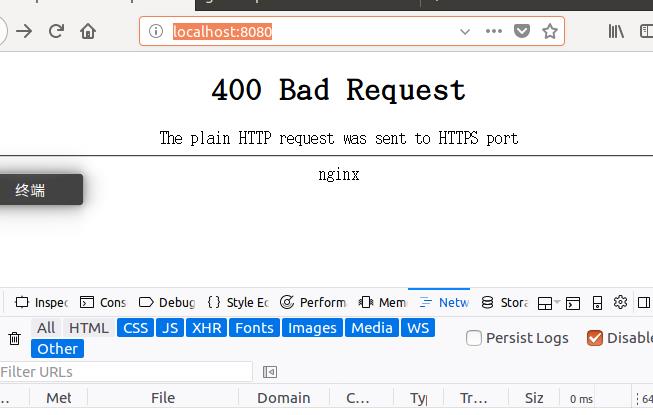 localhost:8080
400 Bad Request
The plain HTTP request was sent to HTTPS port
nginx
终端
Inspec Cons Debug { } Style Ec Perform Mem Netw Stora
All HTML CSS JS XHR Fonts Images Media WS Persist Logs Disable
Other
Filter URLs
... Met File Domain C... Ty Tr... Siz 0 ms 64